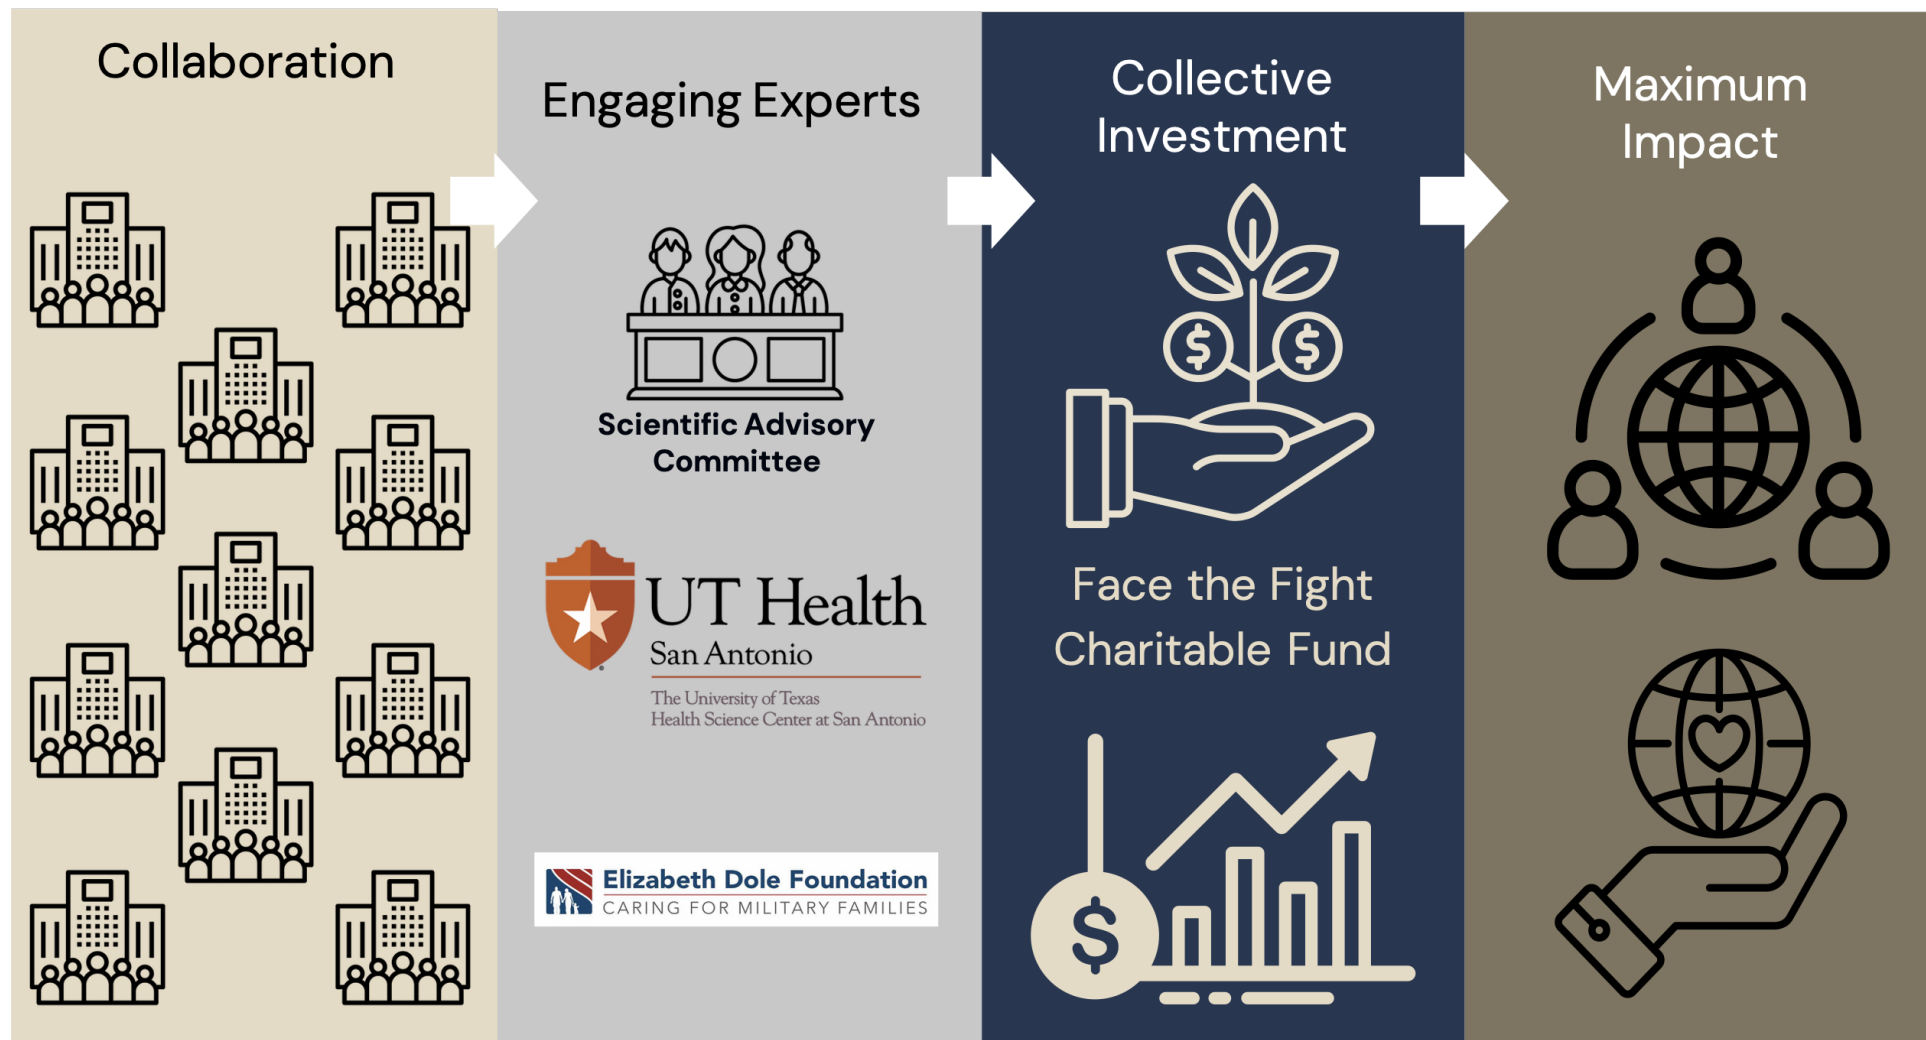 Collaboration
Engaging Experts
Scientific Advisory
Committee
UT Health
San Antonio
The University of Texas
Health Science Center at San Antonio
Elizabeth Dole Foundation
CARING FOR MILITARY FAMILIES
Collective
Investment
$ $
Face the Fight
Charitable Fund
$
Maximum
Impact